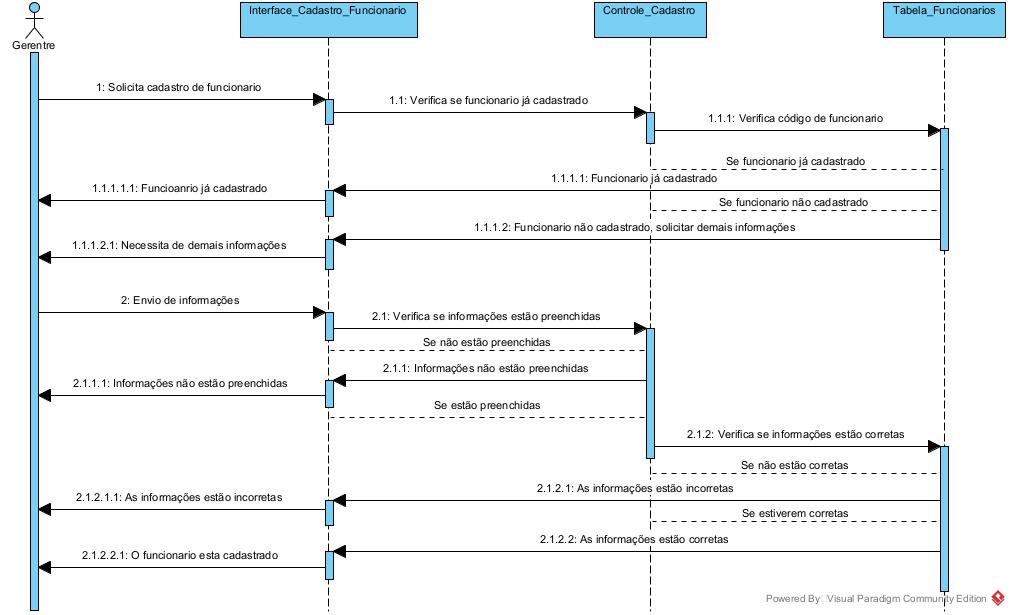 Interface_Cadastro_Funcionario
Controle_Cadastro
Tabela_Funcionarios
Gerentre
1: Solicita cadastro de funcionario
1.1: Verifica se funcionario já cadastrado
1.1.1: Verifica código de funcionario
Se funcionario já cadastrado
1.1.1.1: Funcionario já cadastrado
1.1.1.1.1: Funcioanrio já cadastrado
Se funcionario não cadastrado
1.1.1.2: Funcionario não cadastrado, solicitar demais informações
1.1.1.2.1: Necessita de demais informações
2: Envio de informações
2.1: Verifica se informações estão preenchidas
Se não estão preenchidas
2.1.1: Informações não estão preenchidas
2.1.1.1: Informações não estão preenchidas
Se estão preenchidas
2.1.2: Verifica se informações estão corretas
Se não estão corretas
2.1.2.1: As informações estão incorretas
2.1.2.1.1: As informações estão incorretas
Se estiverem corretas
2.1.2.2: As informações estão corretas
2.1.2.2.1: O funcionario esta cadastrado
Powered By Visual Paradigm Community Edition